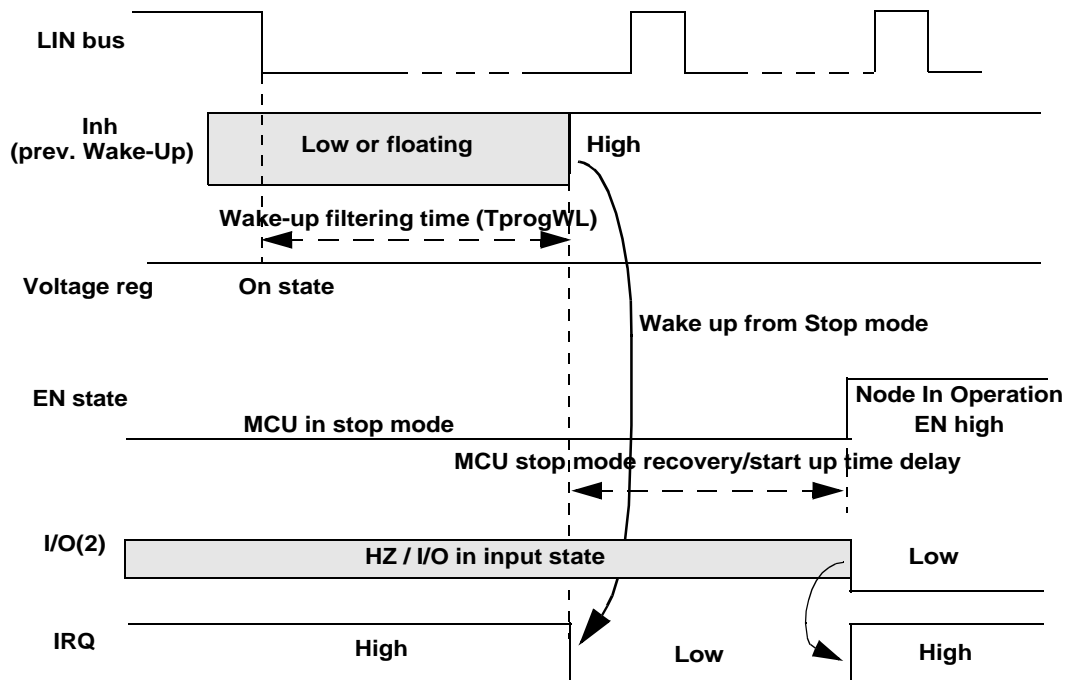 LIN bus
Inh
(prev. Wake-Up)
Low or floating
High
Wake-up filtering time (TprogWL)
Voltage reg
On state
Wake up from Stop mode
EN state
Node In Operation
EN high
MCU in stop mode
MCU stop mode recovery/start up time delay
I/O(2)
HZ / I/O in input state
Low
IRQ
High
Low
High